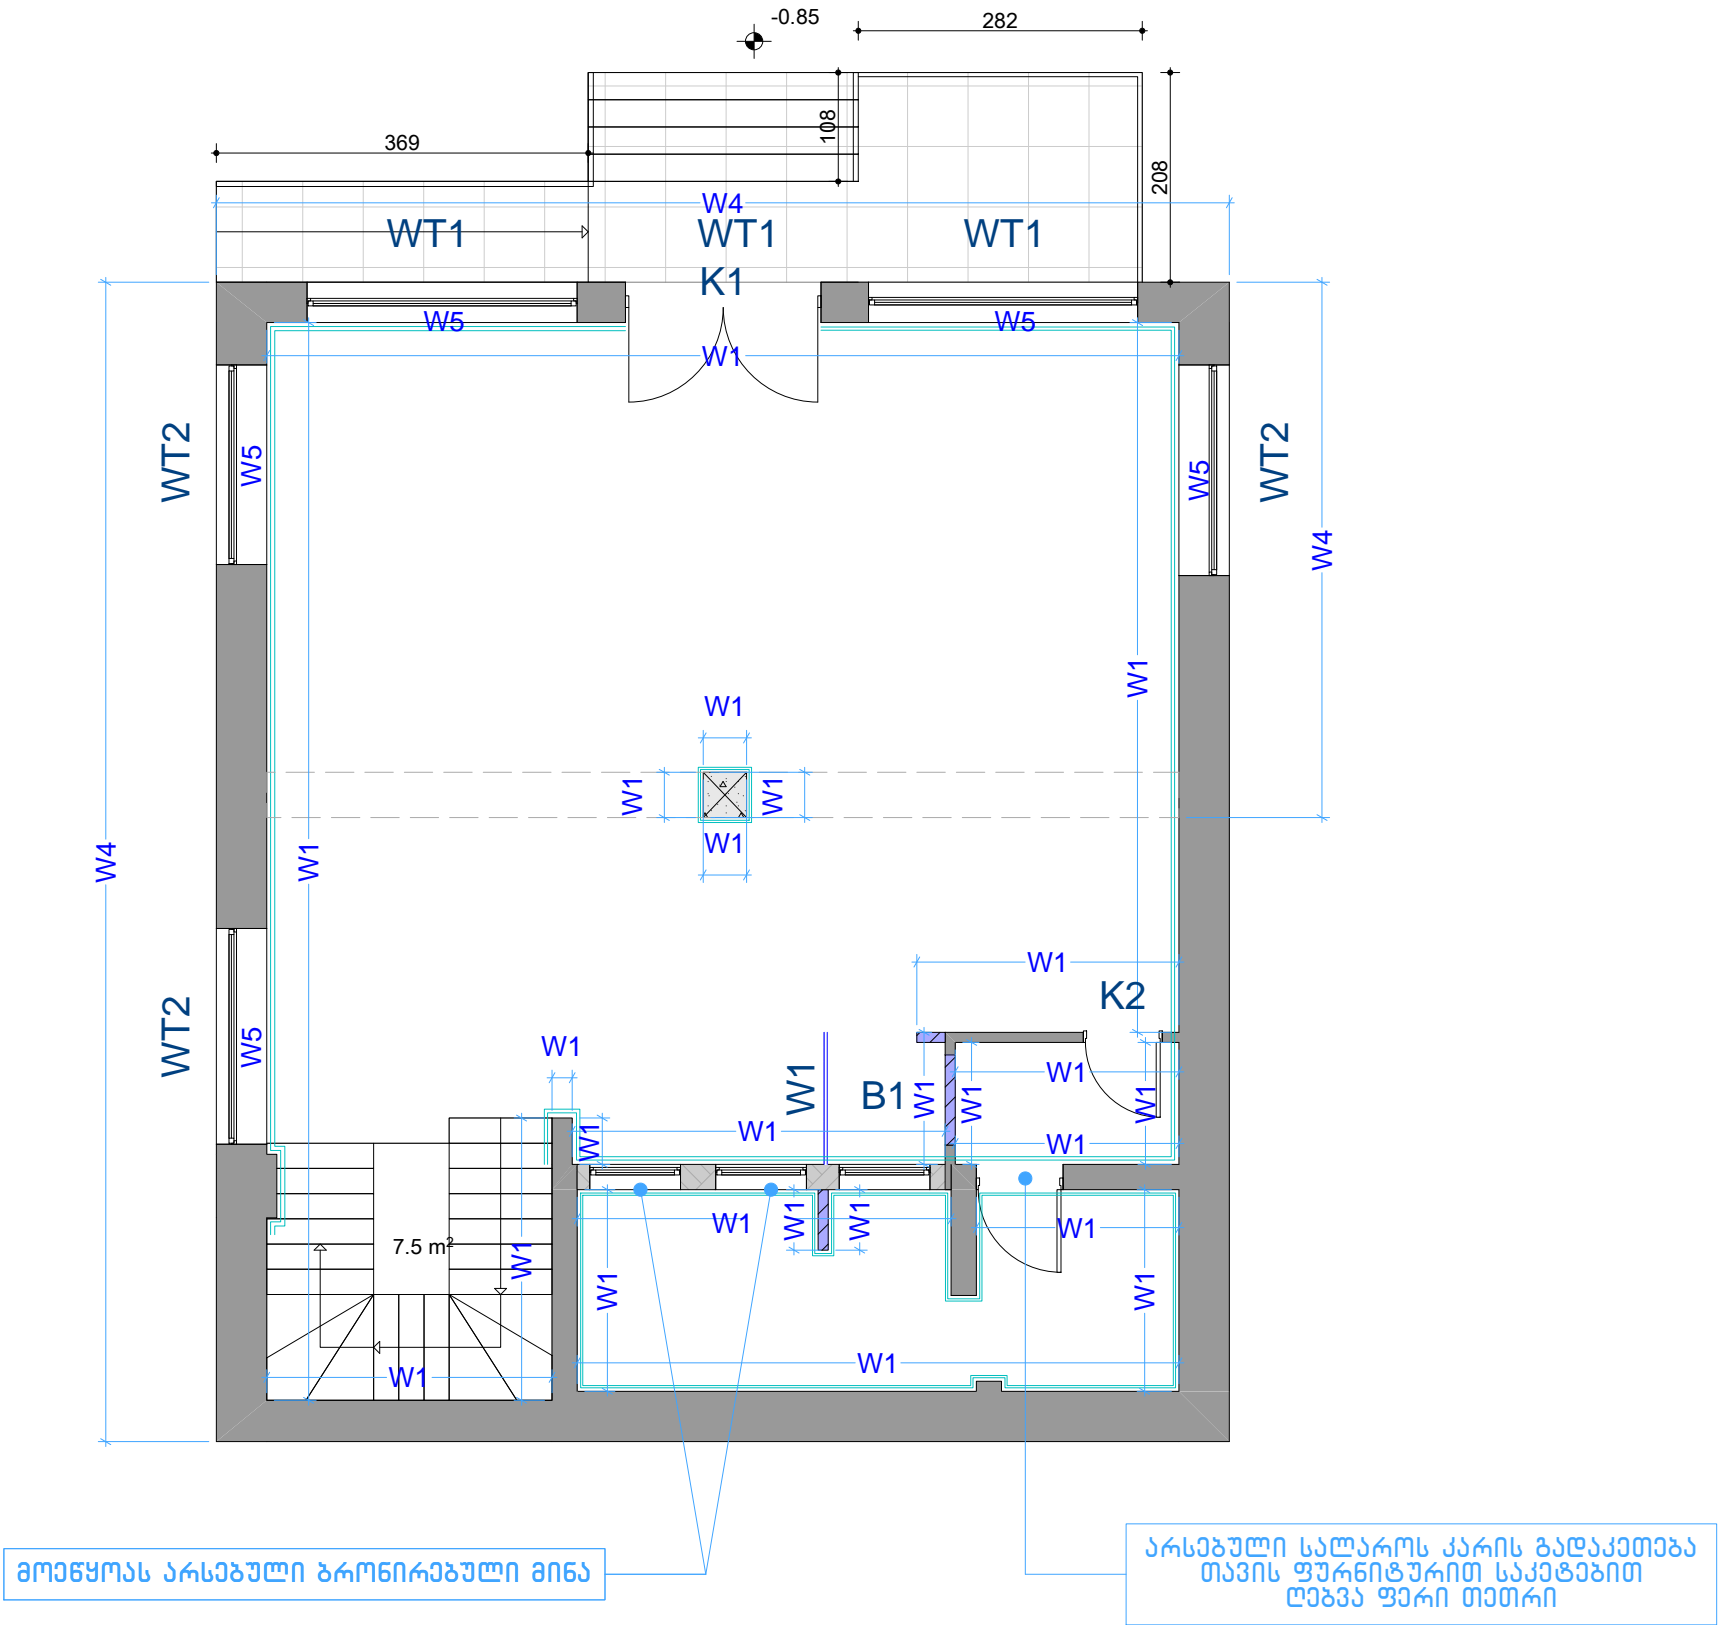 -0.85
282
108
369
208
W4
WT1 WT1 WT1
K1
W5 W5
W1
WT2 W5 W5 WT2
W4
W1
W1
W1 W1
W1
W4 W1
W1
K2
WT2 W5
W1
W1 B1 W1 W1 W1 W1
W1 W1 W1
W1 W1 W1 W1
7.5 m²
W1 W1 W1
W1
W1
მოეწყოას არსებული ბრონირებული მინა
არსებული სალაროს კარის გადაკეთება
თავის ფურნიტურით საკეტებით
ღებვა ფერი თეთრი